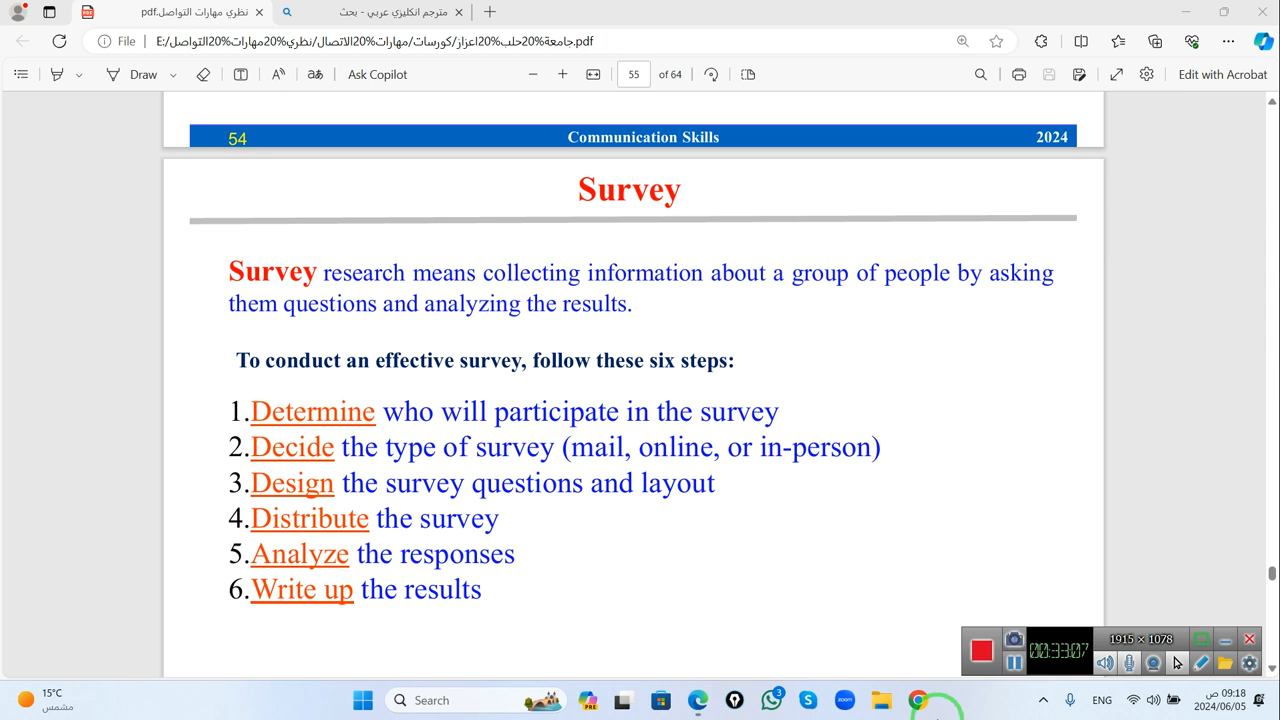 نظري مهارات التواصل.pdf
مترجم انكليزي عربي - بحث
File
E:/جامعة%20حلب%20اعزاز/كورسات/مهارات%20الاتصال/نظري%20مهارات%20التواصل.pdf
Draw
Ask Copilot
55
of 64
Edit with Acrobat
54
Communication Skills
2024
Survey
Survey research means collecting information about a group of people by asking
them questions and analyzing the results.
To conduct an effective survey, follow these six steps:
1.Determine who will participate in the survey
2.Decide the type of survey (mail, online, or in-person)
3.Design the survey questions and layout
4.Distribute the survey
5.Analyze the responses
6.Write up the results
00:33:07
1915 × 1078
15°C
مشمس
Search
PRE
3
zoom
ENG
09:18 ص
2024/06/05